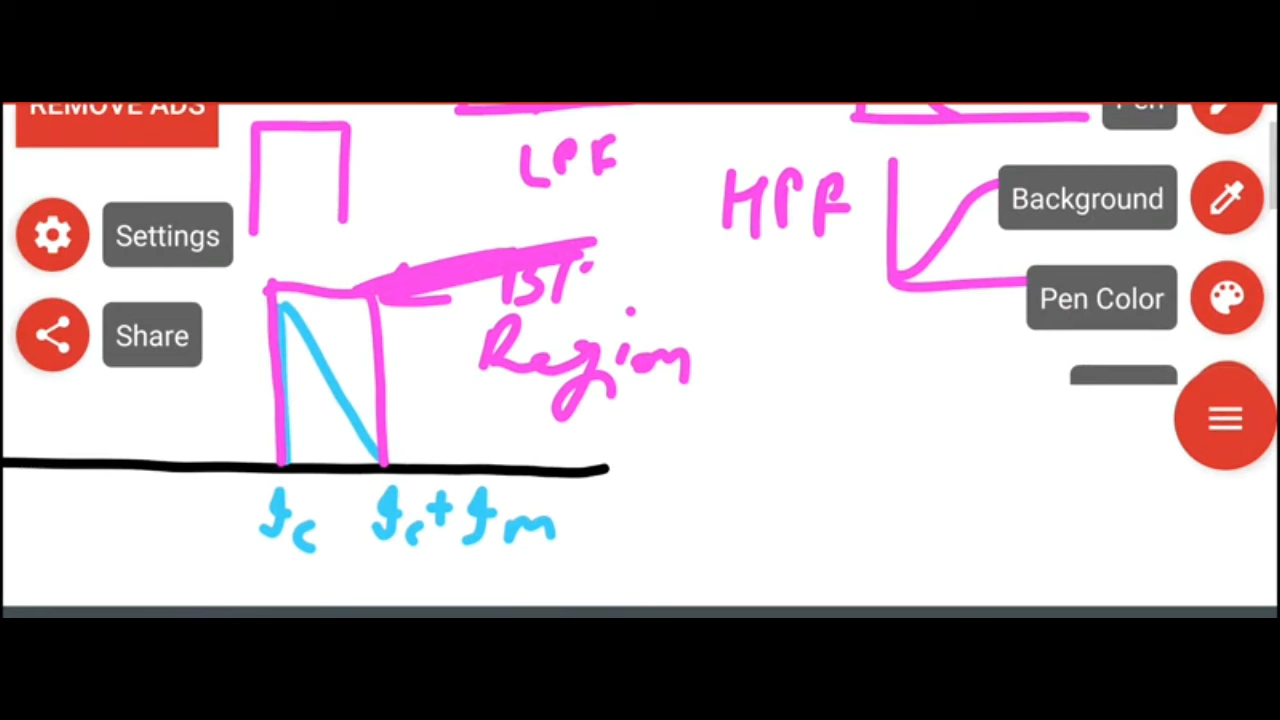 REMOVE ADS
Pen
LPF
HPF
Background
Settings
1st
Region
Pen Color
Share
fc
fc+fm